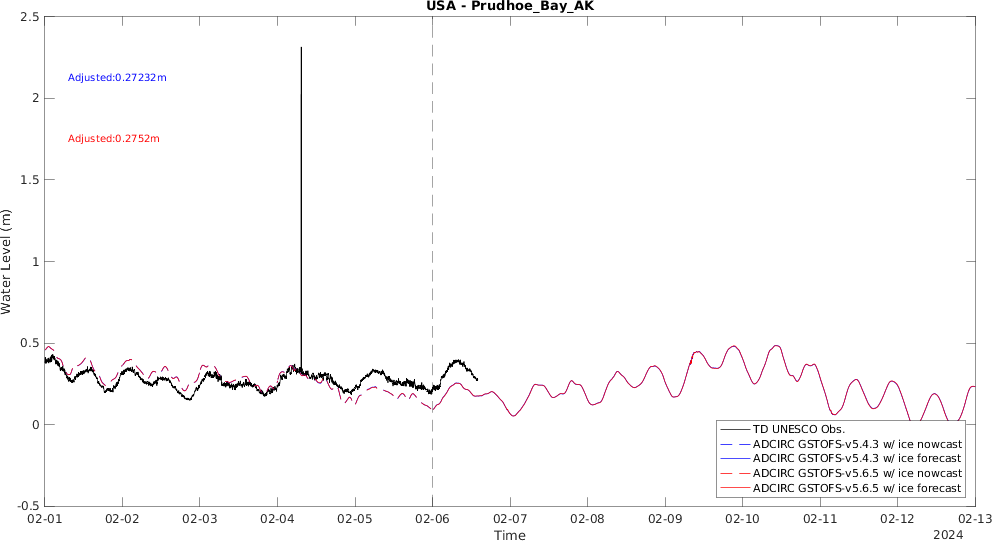 USA - Prudhoe_Bay_AK
2.5
2
1.5
1
0.5
0
-0.5
Water Level (m)
Adjusted:0.27232m
Adjusted:0.2752m
TD UNESCO Obs.
ADCIRC GSTOFS-v5.4.3 w/ ice nowcast
ADCIRC GSTOFS-v5.4.3 w/ ice forecast
ADCIRC GSTOFS-v5.6.5 w/ ice nowcast
ADCIRC GSTOFS-v5.6.5 w/ ice forecast
02-01 02-02 02-03 02-04 02-05 02-06 02-07 02-08 02-09 02-10 02-11 02-12 02-13
Time
2024